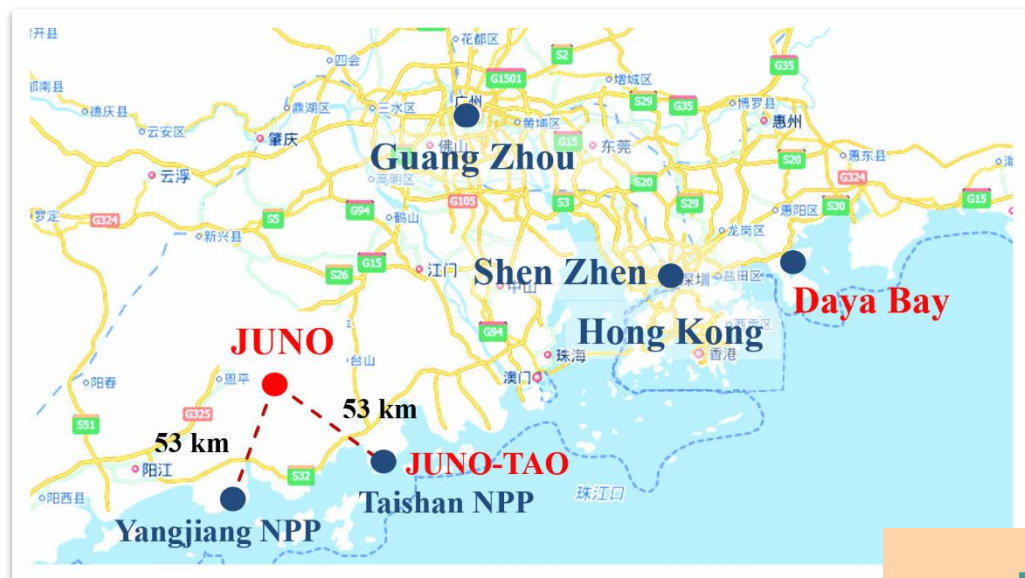 花都区
S2
G35
四会
G1501
增城区
德庆县
鼎湖区
三水区
广州
S29
G35
博罗县
惠州
云安区
黄埔区
肇庆
佛山
G15
东莞
S20
惠东县
Guang Zhou
云浮
高明区
G105
S20
G324
罗定
G324
S5
G94
鹤山
S3
S29
惠阳区
S30
G15
新兴县
龙岗区
S26
G15
江门
Shen Zhen
深圳
盐田区
中山
Daya Bay
JUNO
G94
Hong Kong
西贡区
台山
珠海
香港
阳春
恩平
澳门
53 km
G325
S51
53 km
阳江
JUNO-TAO
S32
阳西县
Taishan NPP
珠江口
Yangjiang NPP